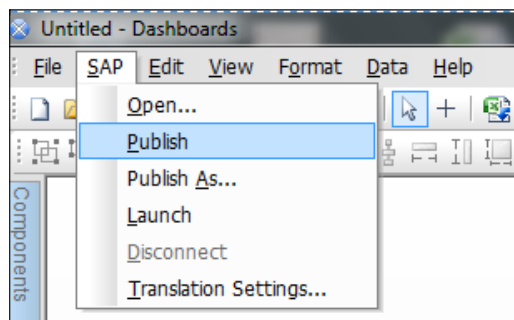 Untitled - Dashboards
File SAP Edit View Format Data Help
Open...
Publish
Publish As...
Launch
Disconnect
Translation Settings...
Components